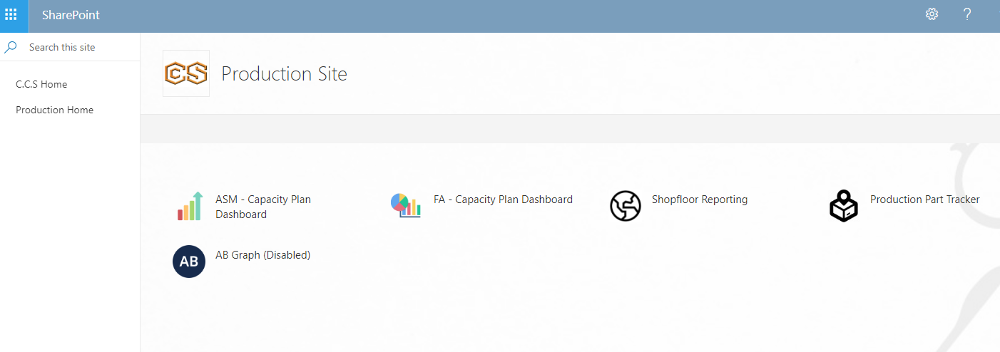 SharePoint
?
Search this site
C.C.S Home
Production Home
CS
Production Site
ASM - Capacity Plan
Dashboard
FA - Capacity Plan Dashboard
Shopfloor Reporting
Production Part Tracker
AB
AB Graph (Disabled)